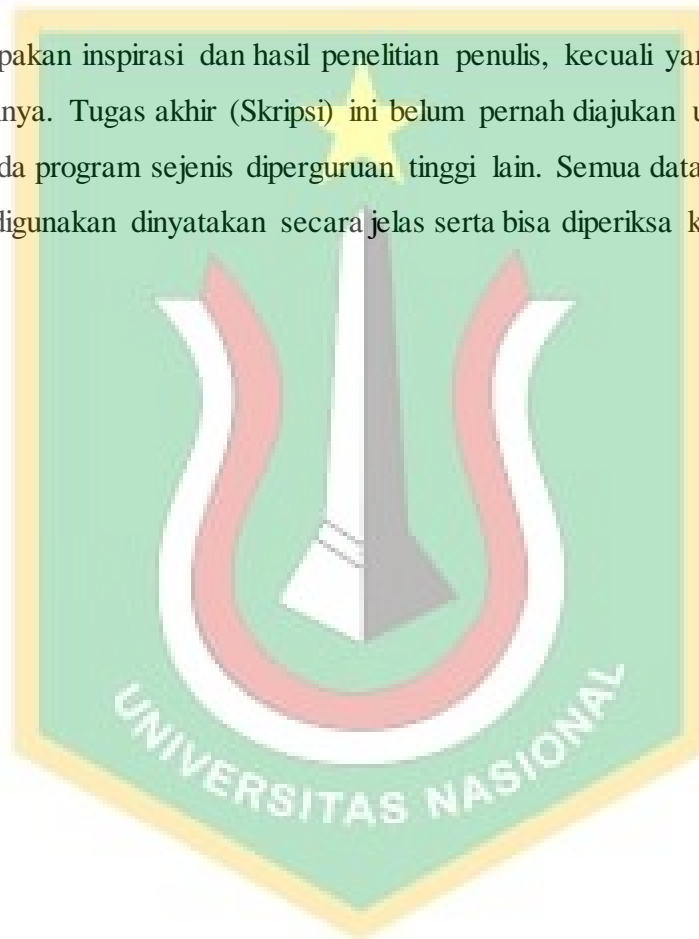 pakan inspirasi dan hasil penelitian penulis, kecuali
nya. Tugas akhir (Skripsi) ini belum pernah diajukan
da program sejenis diperguruan tinggi lain. Semua data
digunakan dinyatakan secara jelas serta bisa diperiksa
UNIVERSITAS NASIONAL